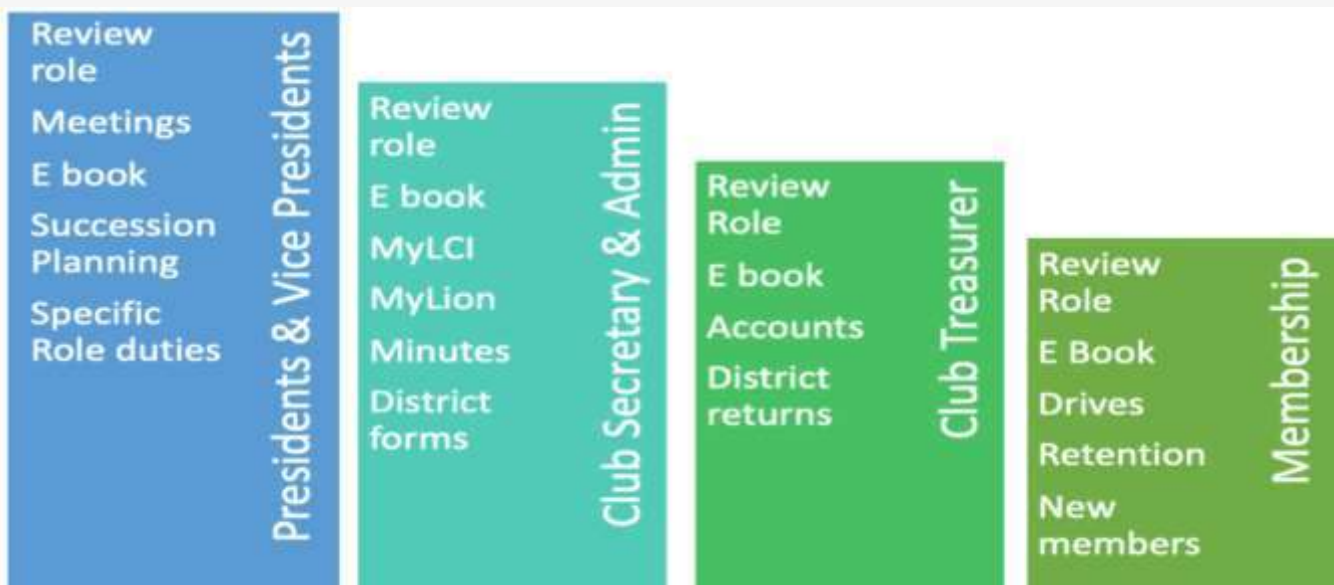 Review
role
Meetings
E book
Succession
Planning
Specific
Role duties
Presidents & Vice Presidents
Review
role
E book
MyLCI
MyLion
Minutes
District
forms
Club Secretary & Admin
Review
Role
E book
Accounts
District
returns
Club Treasurer
Review
Role
E Book
Drives
Retention
New
members
Membership